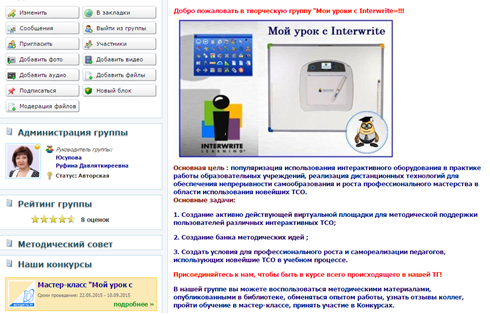 Изменить
В закладки
Сообщения
Выйти из группы
Пригласить
Участники
Добавить фото
Добавить видео
Добавить аудио
Добавить файлы
Подписаться
Новый блок
Модерация файлов
Администрация группы
Руководитель группы:
Юсупова
Руфина Давляткиреевна
Статус: Авторская
Рейтинг группы
8 оценок
Методический совет
Наши конкурсы
Мастер-класс "Мой урок с
Сроки проведения: 22.05.2015 - 10.09.2015
подробнее »
Добро пожаловать в творческую группу "Мои уроки с Interwrite»!!!
Мой урок с Interwrite
INTERWRITE
LEARNING
Основная цель : популяризация использования интерактивного оборудования в практике
работы образовательных учреждений, реализация дистанционных технологий для
обеспечения непрерывности самообразования и роста профессионального мастерства в
области использования новейших ТСО.
Основные задачи:
1. Создание активно действующей виртуальной площадки для методической поддержки
пользователей различных интерактивных ТСО;
2. Создание банка методических идей ;
3. Создать условия для профессионального роста и самореализации педагогов,
использующих новейшие ТСО в учебном процессе.
Присоединяйтесь к нам, чтобы быть в курсе всего происходящего в нашей ТГ!
В нашей группе вы можете воспользоваться методическими материалами,
опубликованными в библиотеке, обменяться опытом работы, узнать отзывы коллег,
пройти обучение в мастер-классе, принять участие в Конкурсах.